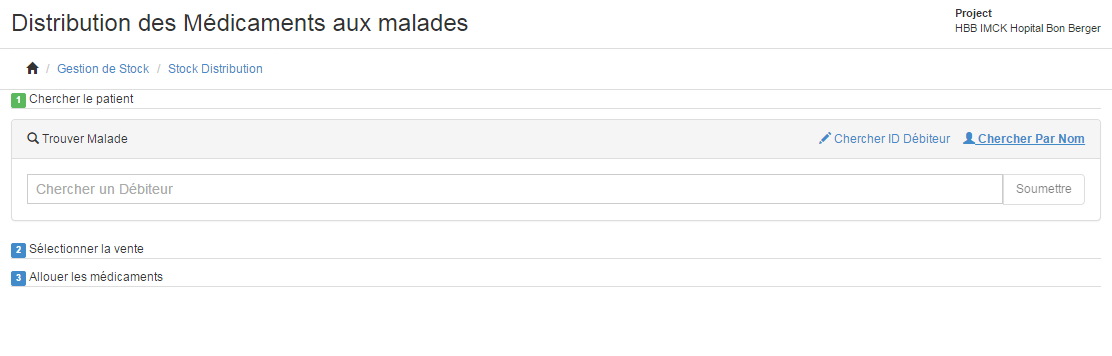 Distribution des Médicaments aux malades
Project
HBB IMCK Hopital Bon Berger
/ Gestion de Stock / Stock Distribution
1 Chercher le patient
Trouver Malade
Chercher ID Débiteur
Chercher Par Nom
Chercher un Débiteur
Soumettre
2 Sélectionner la vente
3 Allouer les médicaments